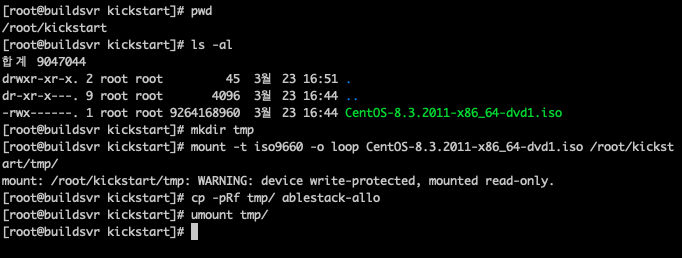 [root@buildsvr kickstart]# pwd
/root/kickstart
[root@buildsvr kickstart]# ls -al
합계 9047044
drwxr-xr-x. 2 root root         45  3월  23 16:51 .
dr-xr-x---. 9 root root       4096  3월  23 16:44 ..
-rwx------. 1 root root 9264168960  3월  23 16:44 CentOS-8.3.2011-x86_64-dvd1.iso
[root@buildsvr kickstart]# mkdir tmp
[root@buildsvr kickstart]# mount -t iso9660 -o loop CentOS-8.3.2011-x86_64-dvd1.iso /root/kickst
art/tmp/
mount: /root/kickstart/tmp: WARNING: device write-protected, mounted read-only.
[root@buildsvr kickstart]# cp -pRf tmp/ ablestack-allo
[root@buildsvr kickstart]# umount tmp/
[root@buildsvr kickstart]#